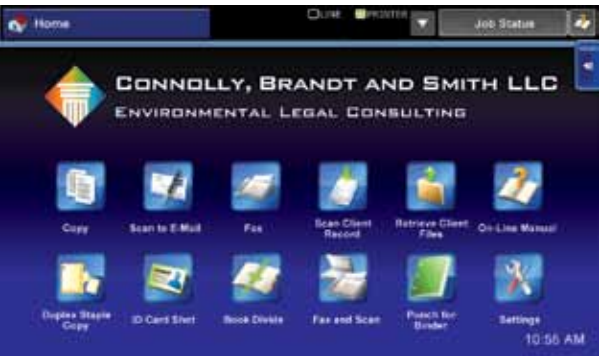 Home
LINE PRINTER
Job Status
CONNOLLY, BRANDT AND SMITH LLC
ENVIRONMENTAL LEGAL CONSULTING
Copy
Scan to E-Mail
Fax
Scan Client
Record
Retrieve Client
Files
On-Line Manual
Duplex Staple
Copy
ID Card Shot
Book Divide
Fax and Scan
Punch for
Binder
Settings
10:56 AM